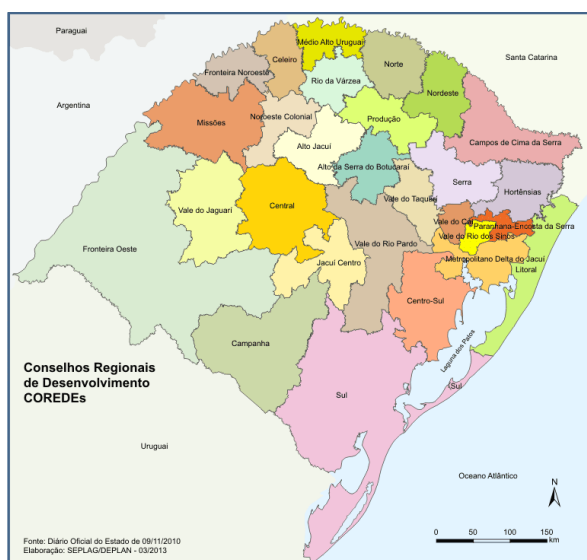 Paraguai
Santa Catarina
Argentina
Médio Alto Uruguai
Celeiro
Norte
Fronteira Noroeste
Rio da Várzea
Nordeste
Missões
Noroeste Colonial
Produção
Campos de Cima da Serra
Alto Jacuí
Alto da Serra do Botucaraí
Serra
Hortênsias
Vale do Jaguari
Central
Vale do Taquari
Vale do Caí
Paranhana-Encosta da Serra
Vale do Rio dos Sinos
Fronteira Oeste
Vale do Rio Pardo
Metropolitano Delta do Jacuí
Jacuí Centro
Litoral
Centro-Sul
Campanha
Laguna dos Patos
Conselhos Regionais
de Desenvolvimento
COREDEs
Sul
Sul
Uruguai
Oceano Atlântico
N
Fonte: Diário Oficial do Estado de 09/11/2010
Elaboração: SEPLAG/DEPLAN - 03/2013
0 50 100 150
km